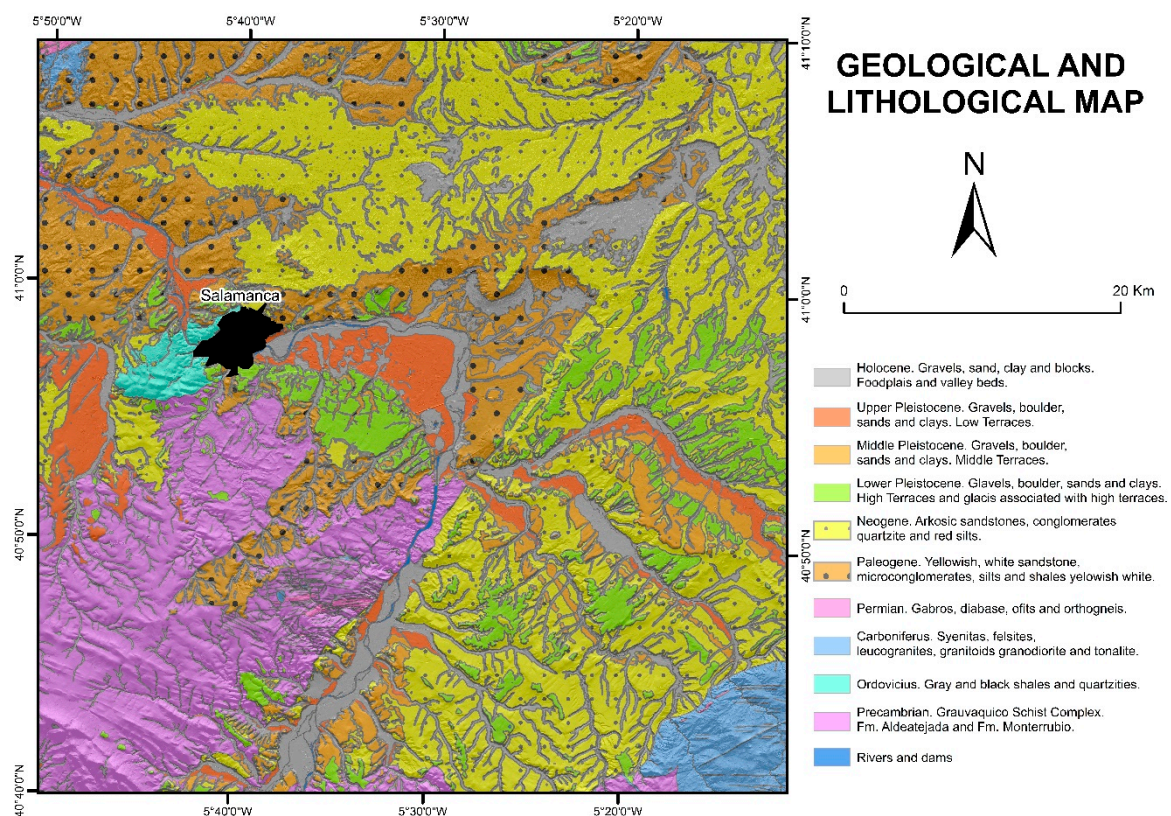 5°50'0"W
5°40'0"W
5°30'0"W
5°20'0"W
41°10'0"N
GEOLOGICAL AND
LITHOLOGICAL MAP
N
41°0'0"N
Salamanca
41°0'0"N
0
20 Km
Holocene. Gravels, sand, clay and blocks.
Foodplais and valley beds.
Upper Pleistocene. Gravels, boulder,
sands and clays. Low Terraces.
Middle Pleistocene. Gravels, boulder,
sands and clays. Middle Terraces.
Lower Pleistocene. Glavels, boulder, sands and clays.
High Terraces and glacis associated with high terraces.
Neogene. Arkosic sandstones, conglomerates
quartzite and red silts.
Paleogene. Yellowish, white sandstone,
microconglomerates, silts and shales yelowish white.
Permian. Gabros, diabase, ofits and orthogneis.
Carboniferus. Syenitas, felsites,
leucogranites, granitoids granodiorite and tonalite.
Ordovicius. Gray and black shales and quartzities.
Precambrian. Grauvaquico Schist Complex.
Fm. Aldeatejada and Fm. Monterrubio.
Rivers and dams
40°50'0"N
40°50'0"N
40°40'0"N
5°40'0"W
5°30'0"W
5°20'0"W